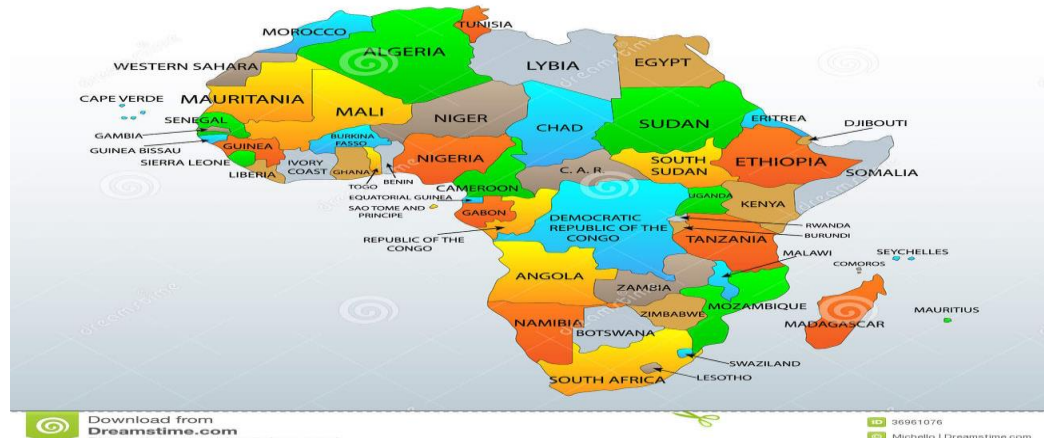 TUNISIA
MOROCCO
ALGERIA
LYBIA
EGYPT
WESTERN SAHARA
CAPE VERDE
MAURITANIA
MALI
NIGER
CHAD
SUDAN
ERITREA
DJIBOUTI
SENEGAL
GAMBIA
GUINEA BISSAU
GUINEA
SIERRA LEONE
LIBERIA
IVORY
COAST
BURKINA
FASSO
GHANA
TOGO
BENIN
NIGERIA
CAMEROON
C. A. R.
SOUTH
SUDAN
ETHIOPIA
SOMALIA
EQUATORIAL GUINEA
SAO TOME AND
PRINCIPE
GABON
REPUBLIC OF THE
CONGO
DEMOCRATIC
REPUBLIC OF THE
CONGO
UGANDA
KENYA
RWANDA
BURUNDI
TANZANIA
MALAWI
SEYCHELLES
COMOROS
ANGOLA
ZAMBIA
MOZAMBIQUE
ZIMBABWE
NAMIBIA
BOTSWANA
MADAGASCAR
MAURITIUS
SWAZILAND
LESOTHO
SOUTH AFRICA
dreamstime
Download from
Dreamstime.com
ID 36961076
Michello | Dreamstime.com